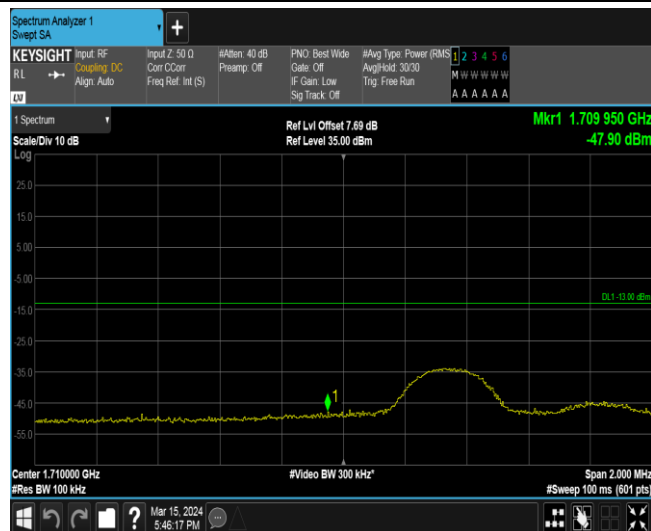 Spectrum Analyzer 1
Swept SA
+
KEYSIGHT
RL
LXI
Input: RF
Coupling: DC
Align: Auto
Input Z: 50 Ω
Corr CCorr
Freq Ref: Int (S)
#Atten: 40 dB
Preamp: Off
PNO: Best Wide
Gate: Off
IF Gain: Low
Sig Track: Off
#Avg Type: Power (RMS
Avg|Hold: 30/30
Trig: Free Run
1 2 3 4 5 6
M W W W W W
A A A A A A
1 Spectrum
Scale/Div 10 dB
Log
Ref Lvl Offset 7.69 dB
Ref Level 35.00 dBm
Mkr1 1.709 950 GHz
-47.90 dBm
25.0
15.0
5.00
-5.00
DL1 -13.00 dBm
-15.0
-25.0
-35.0
1
-45.0
-55.0
Center 1.710000 GHz
#Video BW 300 kHz*
Span 2.000 MHz
#Res BW 100 kHz
#Sweep 100 ms (601 pts)
?
Mar 15, 2024
5:46:17 PM